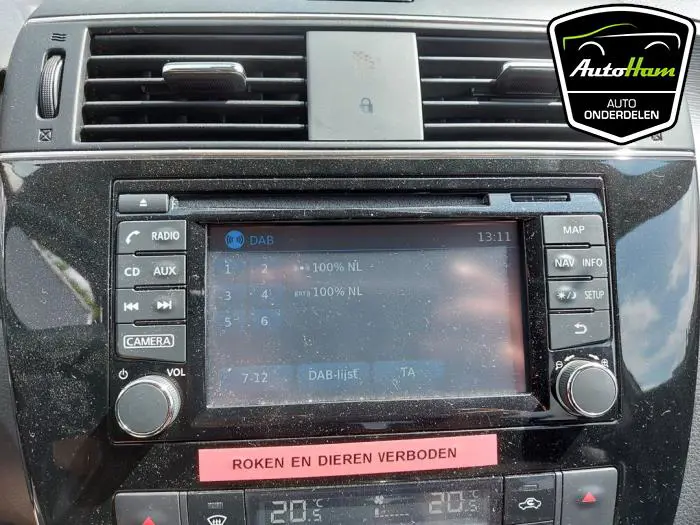 AutoHam
AUTO
ONDERDELEN
DAB
13:11
1 2 100% NL
3 4 100% NL
5 6
7-12 DAB-lijst TA
RADIO
CD AUX
CAMERA
VOL
MAP
NAV INFO
SETUP
ROKEN EN DIEREN VERBODEN
20.5 °C
20.5 °C